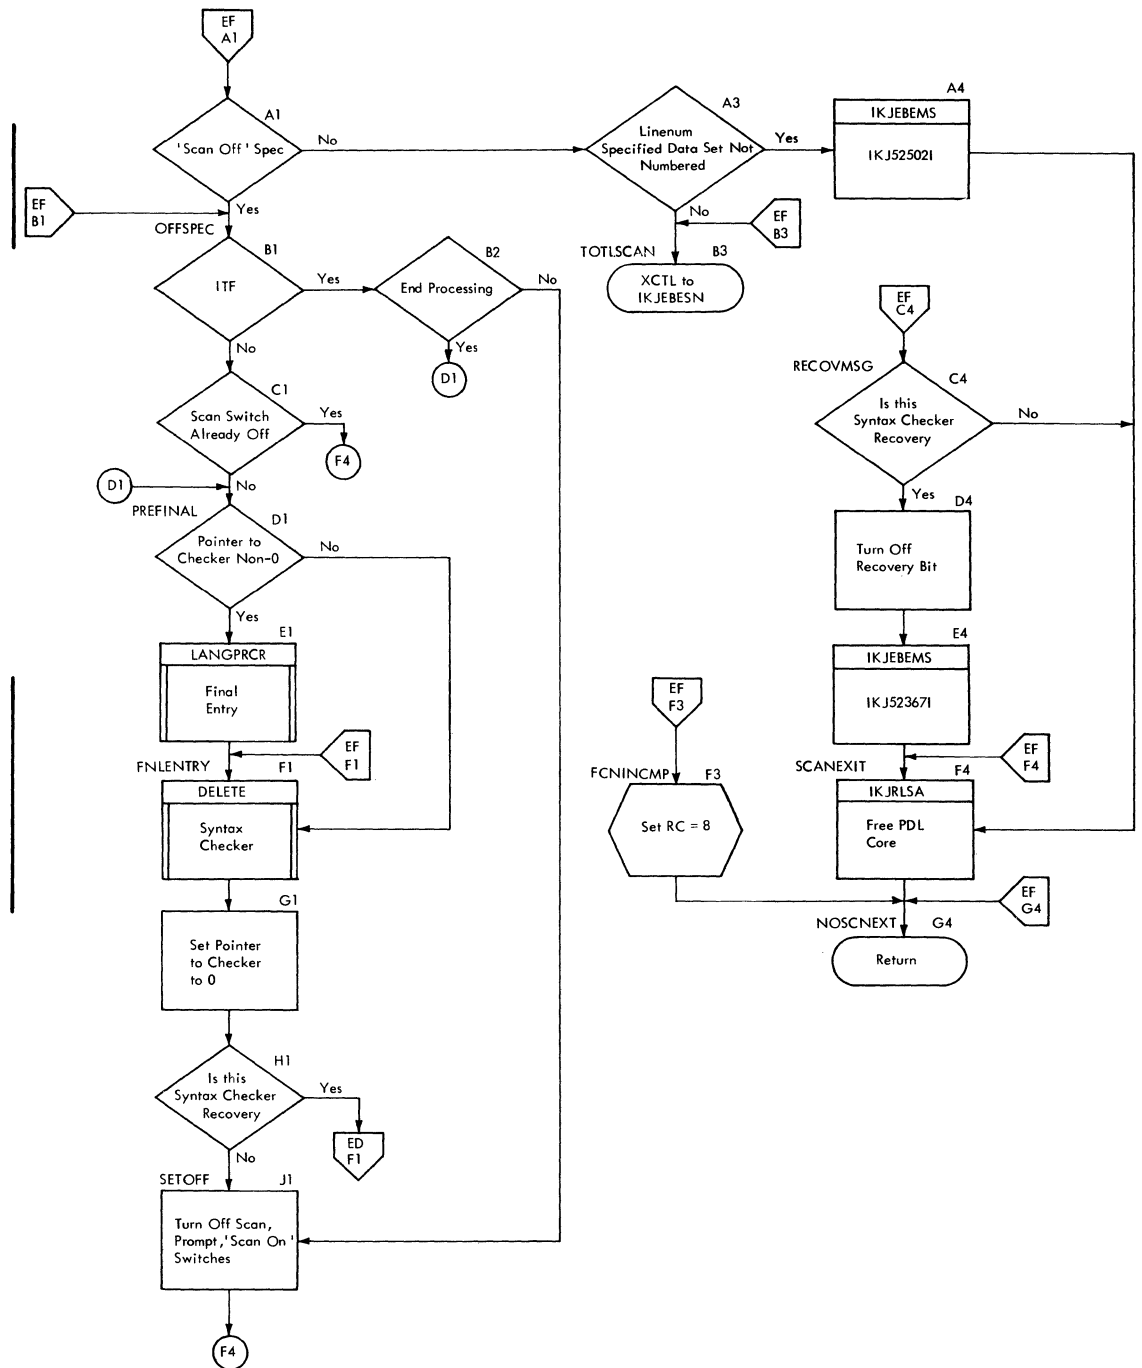 EF
A1
A1
'Scan Off' Spec
No
Yes
EF
B1
OFFSPEC
B1
ITF
Yes
No
B2
End Processing
No
Yes
D1
C1
Scan Switch
Already Off
Yes
F4
No
D1
PREFINAL
D1
Pointer to
Checker Non-0
No
Yes
E1
LANGPRCR
Final
Entry
EF
F1
FNLENTRY
F1
DELETE
Syntax
Checker
G1
Set Pointer
to Checker
to 0
H1
Is this
Syntax Checker
Recovery
Yes
ED
F1
No
SETOFF
J1
Turn Off Scan,
Prompt,'Scan On'
Switches
F4
A3
Linenum
Specified Data Set Not
Numbered
Yes
No
EF
B3
TOTLSCAN
B3
XCTL to
IKJEBESN
A4
IKJEBEMS
IKJ52502I
EF
C4
RECOVMSG
C4
Is this
Syntax Checker
Recovery
No
Yes
D4
Turn Off
Recovery Bit
E4
IKJEBEMS
IKJ52367I
EF
F3
FCNINCMP
F3
Set RC = 8
EF
F4
SCANEXIT
F4
IKJRLSA
Free PDL
Core
EF
G4
NOSCNEXT
G4
Return